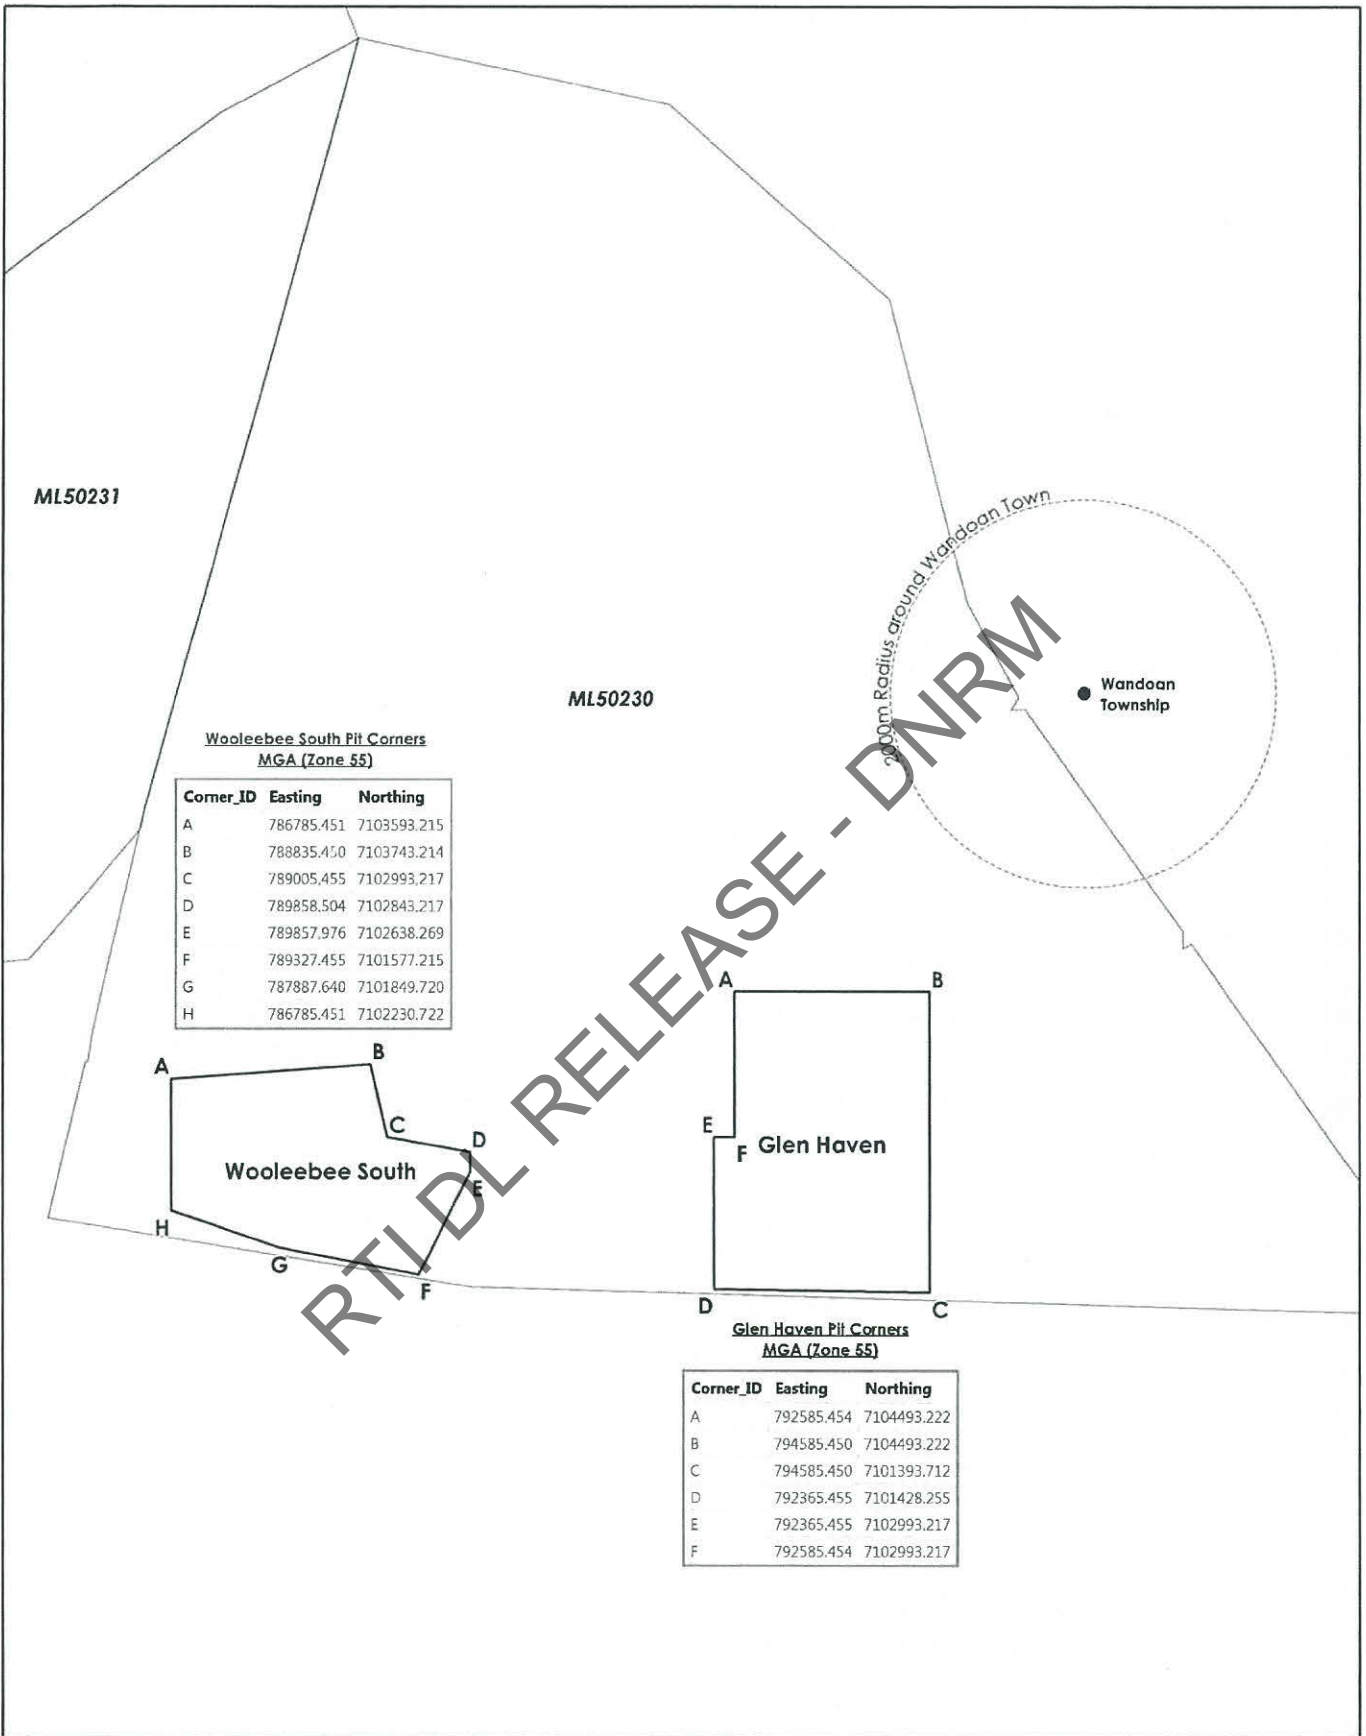 ML50231
2000m Radius around Wandoan Town
Wandoan
Township
ML50230
Wooleebee South Pit Corners
MGA (Zone 55)
Corner_ID Easting Northing
A 786785.451 7103593.215
B 788835.450 7103743.214
C 789005.455 7102993.217
D 789858.504 7102843.217
E 789857.976 7102638.269
F 789327.455 7101577.215
G 787887.640 7101849.720
H 786785.451 7102230.722
A
B
C
D
E
F
G
H
Wooleebee South
A
B
E
F
Glen Haven
D
C
Glen Haven Pit Corners
MGA (Zone 55)
Corner_ID Easting Northing
A 792585.454 7104493.222
B 794585.450 7104493.222
C 794585.450 7101393.712
D 792365.455 7101428.255
E 792365.455 7102993.217
F 792585.454 7102993.217
RTI DL RELEASE - DNRM